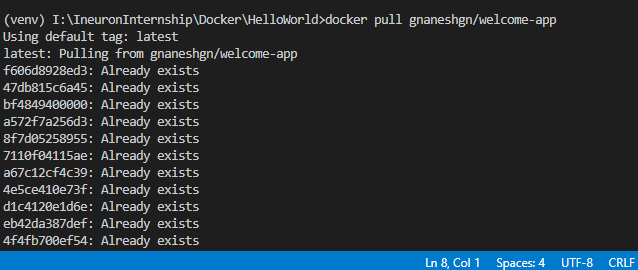 (venv) I:\IneuronInternship\Docker\HelloWorld>docker pull gnaneshgn/welcome-app
Using default tag: latest
latest: Pulling from gnaneshgn/welcome-app
f606d8928ed3: Already exists
47db815c6a45: Already exists
bf4849400000: Already exists
a572f7a256d3: Already exists
8f7d05258955: Already exists
7110f04115ae: Already exists
a67c12cf4c39: Already exists
4e5ce410e73f: Already exists
d1c4120e1d6e: Already exists
eb42da387def: Already exists
4f4fb700ef54: Already exists
Ln 8, Col 1 Spaces: 4 UTF-8 CRLF